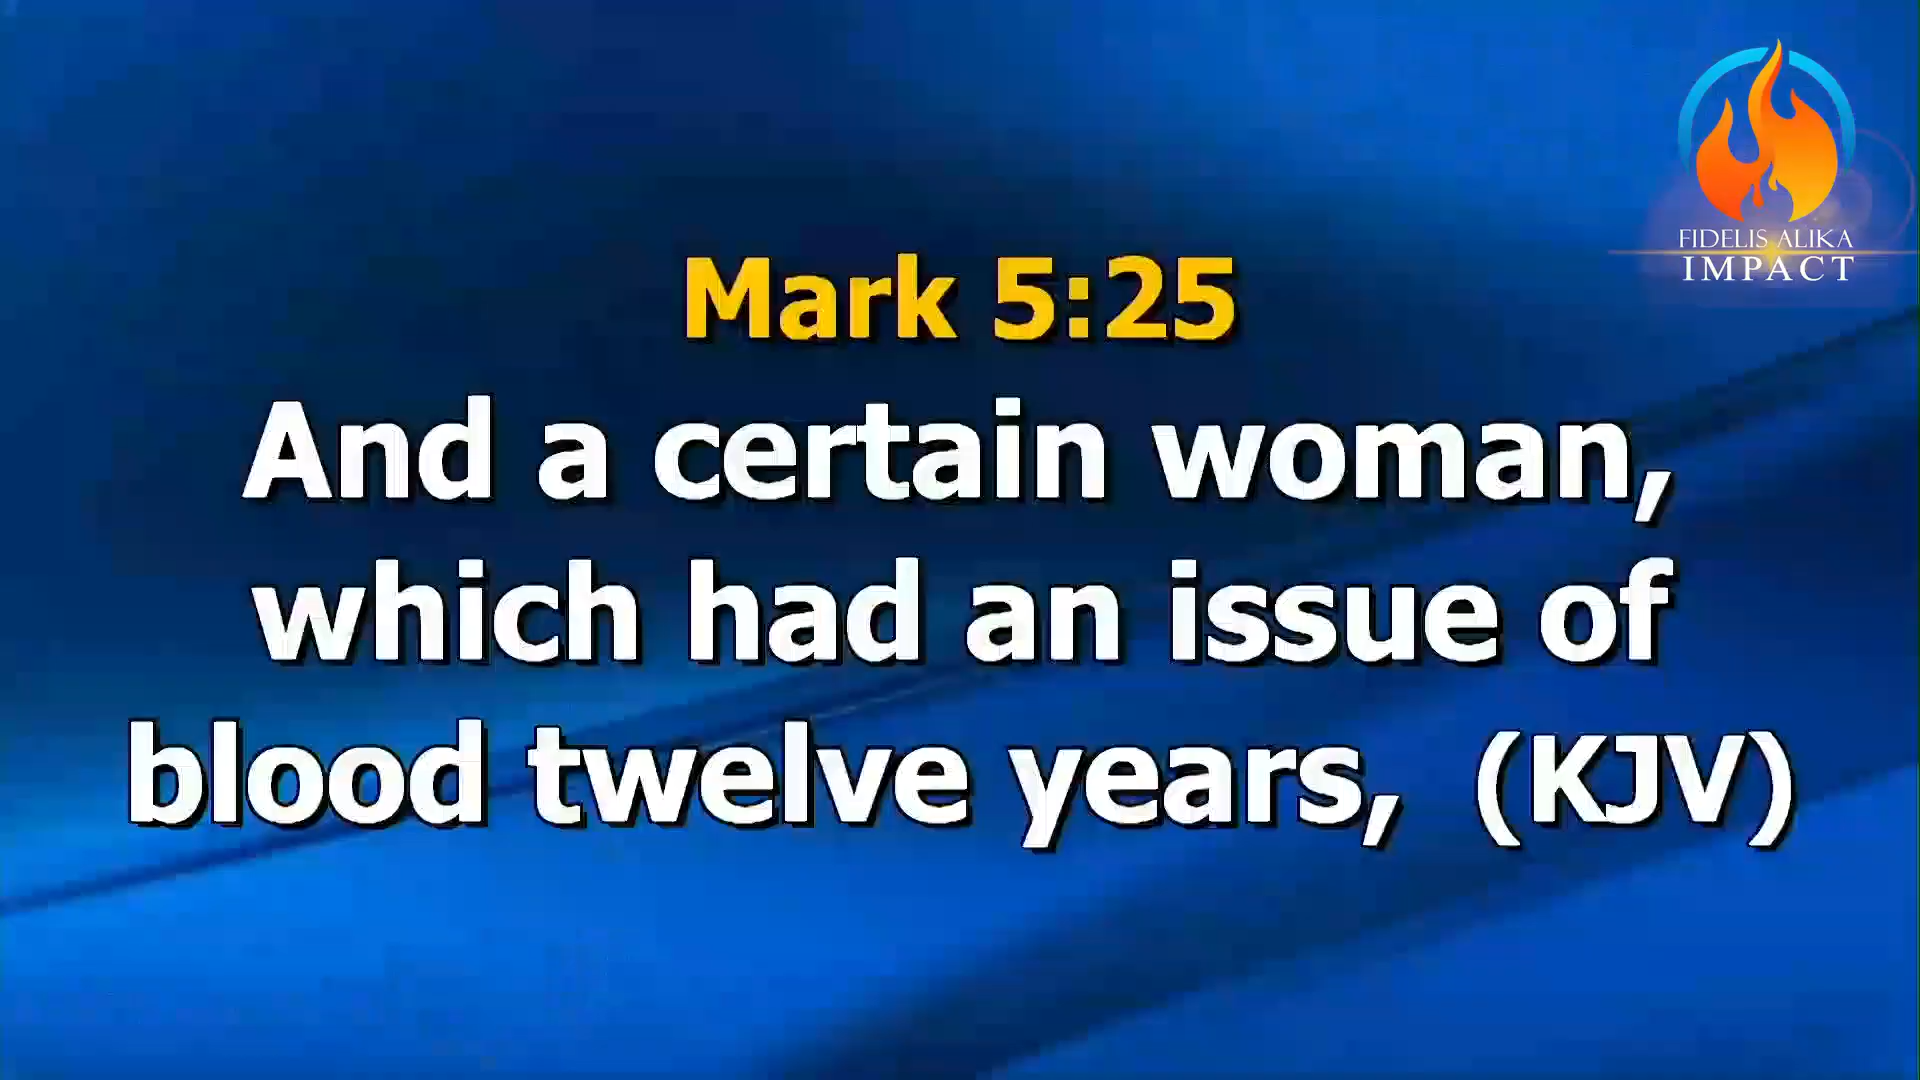 FIDELIS ALIKA
IMPACT
Mark 5:25
And a certain woman,
which had an issue of
blood twelve years, (KJV)